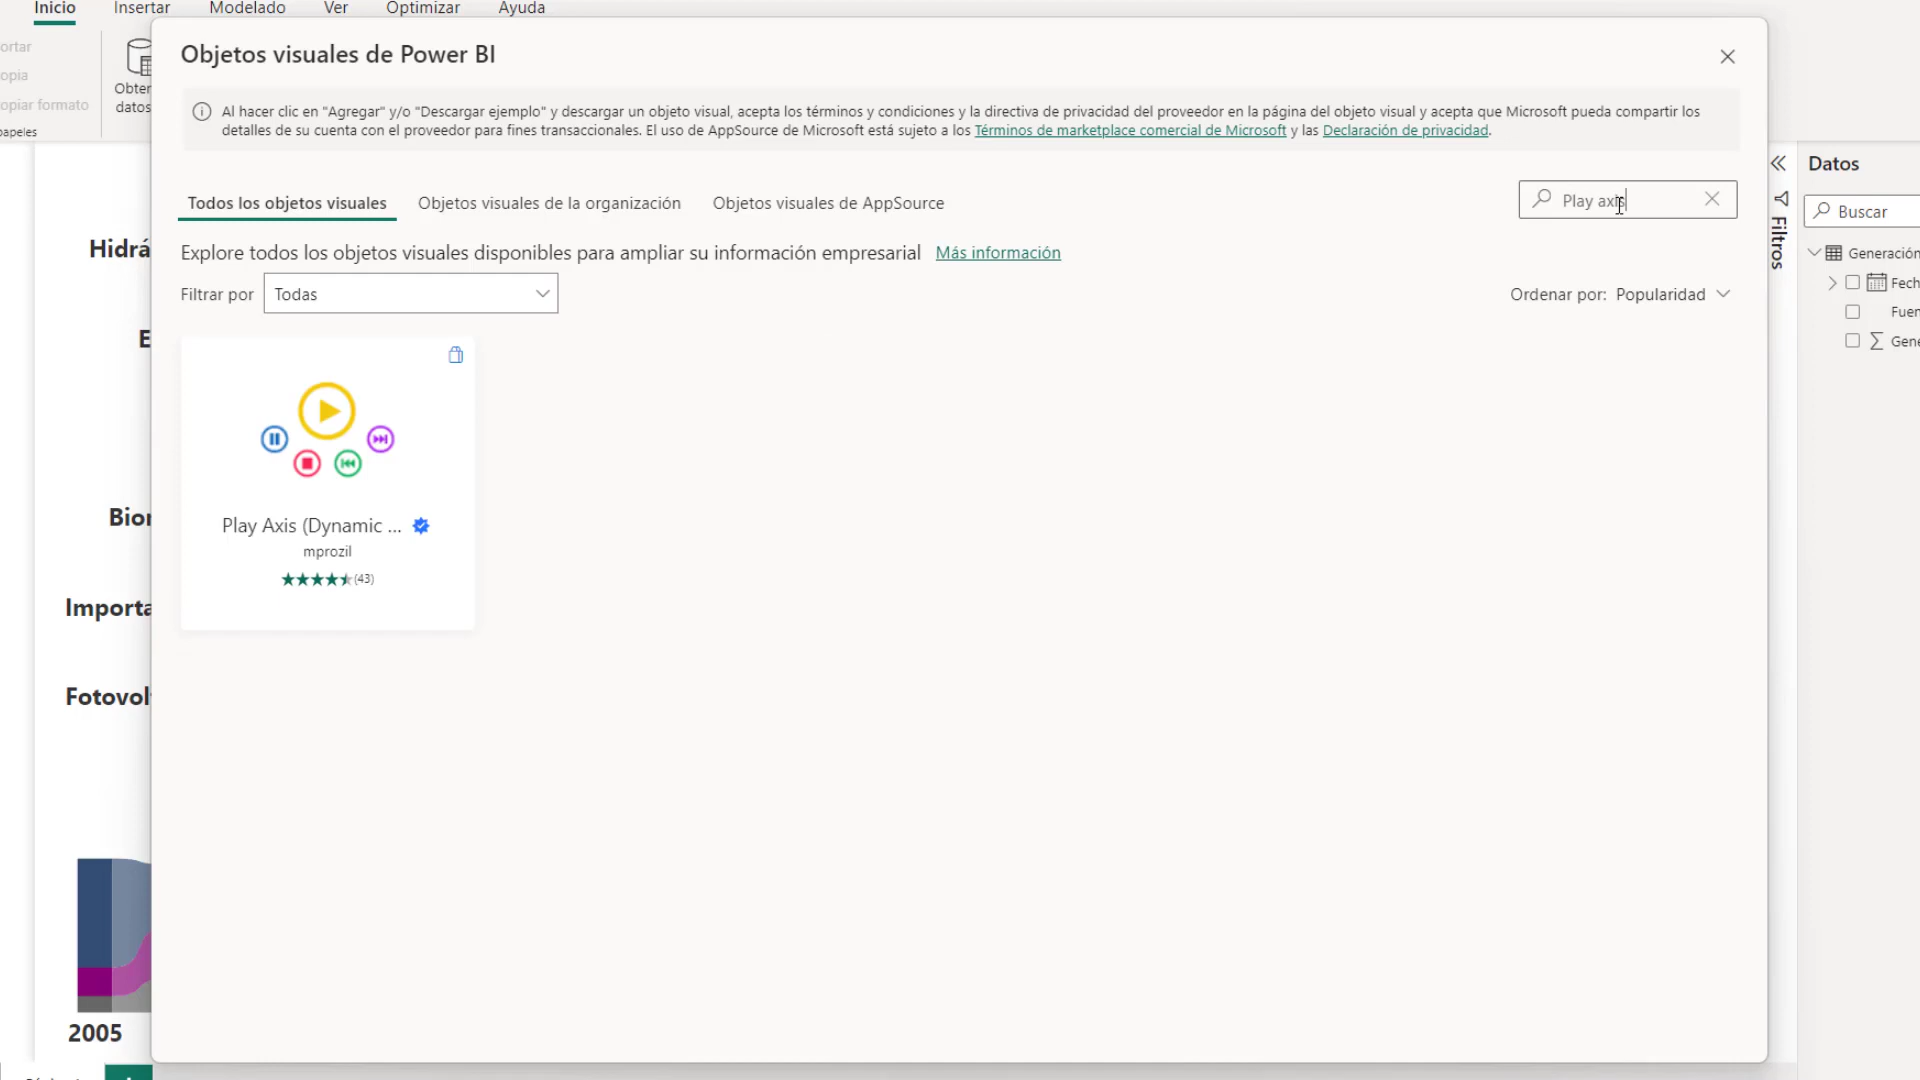 Inicio Insertar Modelado Ver Optimizar Ayuda
Objetos visuales de Power BI
ortar
opia
opiar formato
papeles
Obten
datos
Al hacer clic en "Agregar" y/o "Descargar ejemplo" y descargar un objeto visual, acepta los términos y condiciones y la directiva de privacidad del proveedor en la página del objeto visual y acepta que Microsoft pueda compartir los
detalles de su cuenta con el proveedor para fines transaccionales. El uso de AppSource de Microsoft está sujeto a los Términos de marketplace comercial de Microsoft y las Declaración de privacidad.
Todos los objetos visuales Objetos visuales de la organización Objetos visuales de AppSource
Play axis
Explore todos los objetos visuales disponibles para ampliar su información empresarial Más información
Filtrar por Todas
Ordenar por: Popularidad
Play Axis (Dynamic ...
mprozil
(43)
Hidrá
E
Bior
Importa
Fotovol
2005
Filtros
Datos
Buscar
Generación
Fech
Fuen
Gene